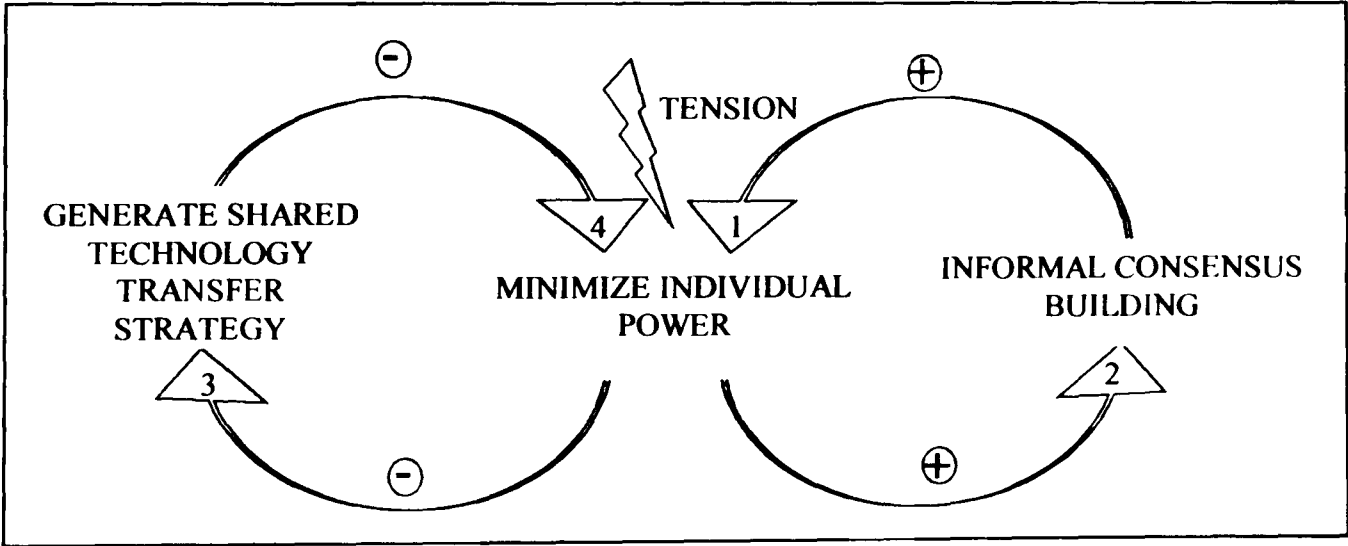 -
+
TENSION
4
1
GENERATE SHARED
TECHNOLOGY
TRANSFER
STRATEGY
MINIMIZE INDIVIDUAL
POWER
INFORMAL CONSENSUS
BUILDING
3
2
-
+